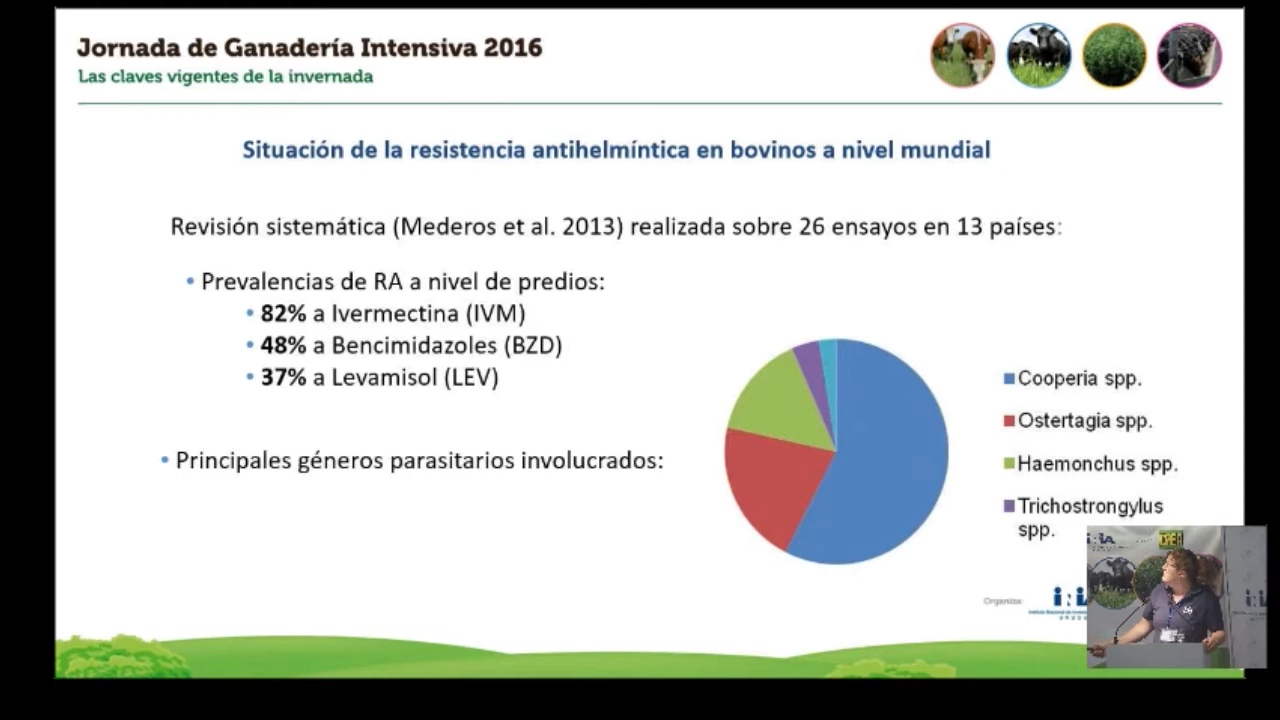 Jornada de Ganadería Intensiva 2016
Las claves vigentes de la invernada
Situación de la resistencia antihelmíntica en bovinos a nivel mundial
Revisión sistemática (Mederos et al. 2013) realizada sobre 26 ensayos en 13 países:
• Prevalencias de RA a nivel de predios:
• 82% a Ivermectina (IVM)
• 48% a Bencimidazoles (BZD)
• 37% a Levamisol (LEV)
• Principales géneros parasitarios involucrados:
Cooperia spp.
Ostertagia spp.
Haemonchus spp.
Trichostrongylus
spp.
Organiza: